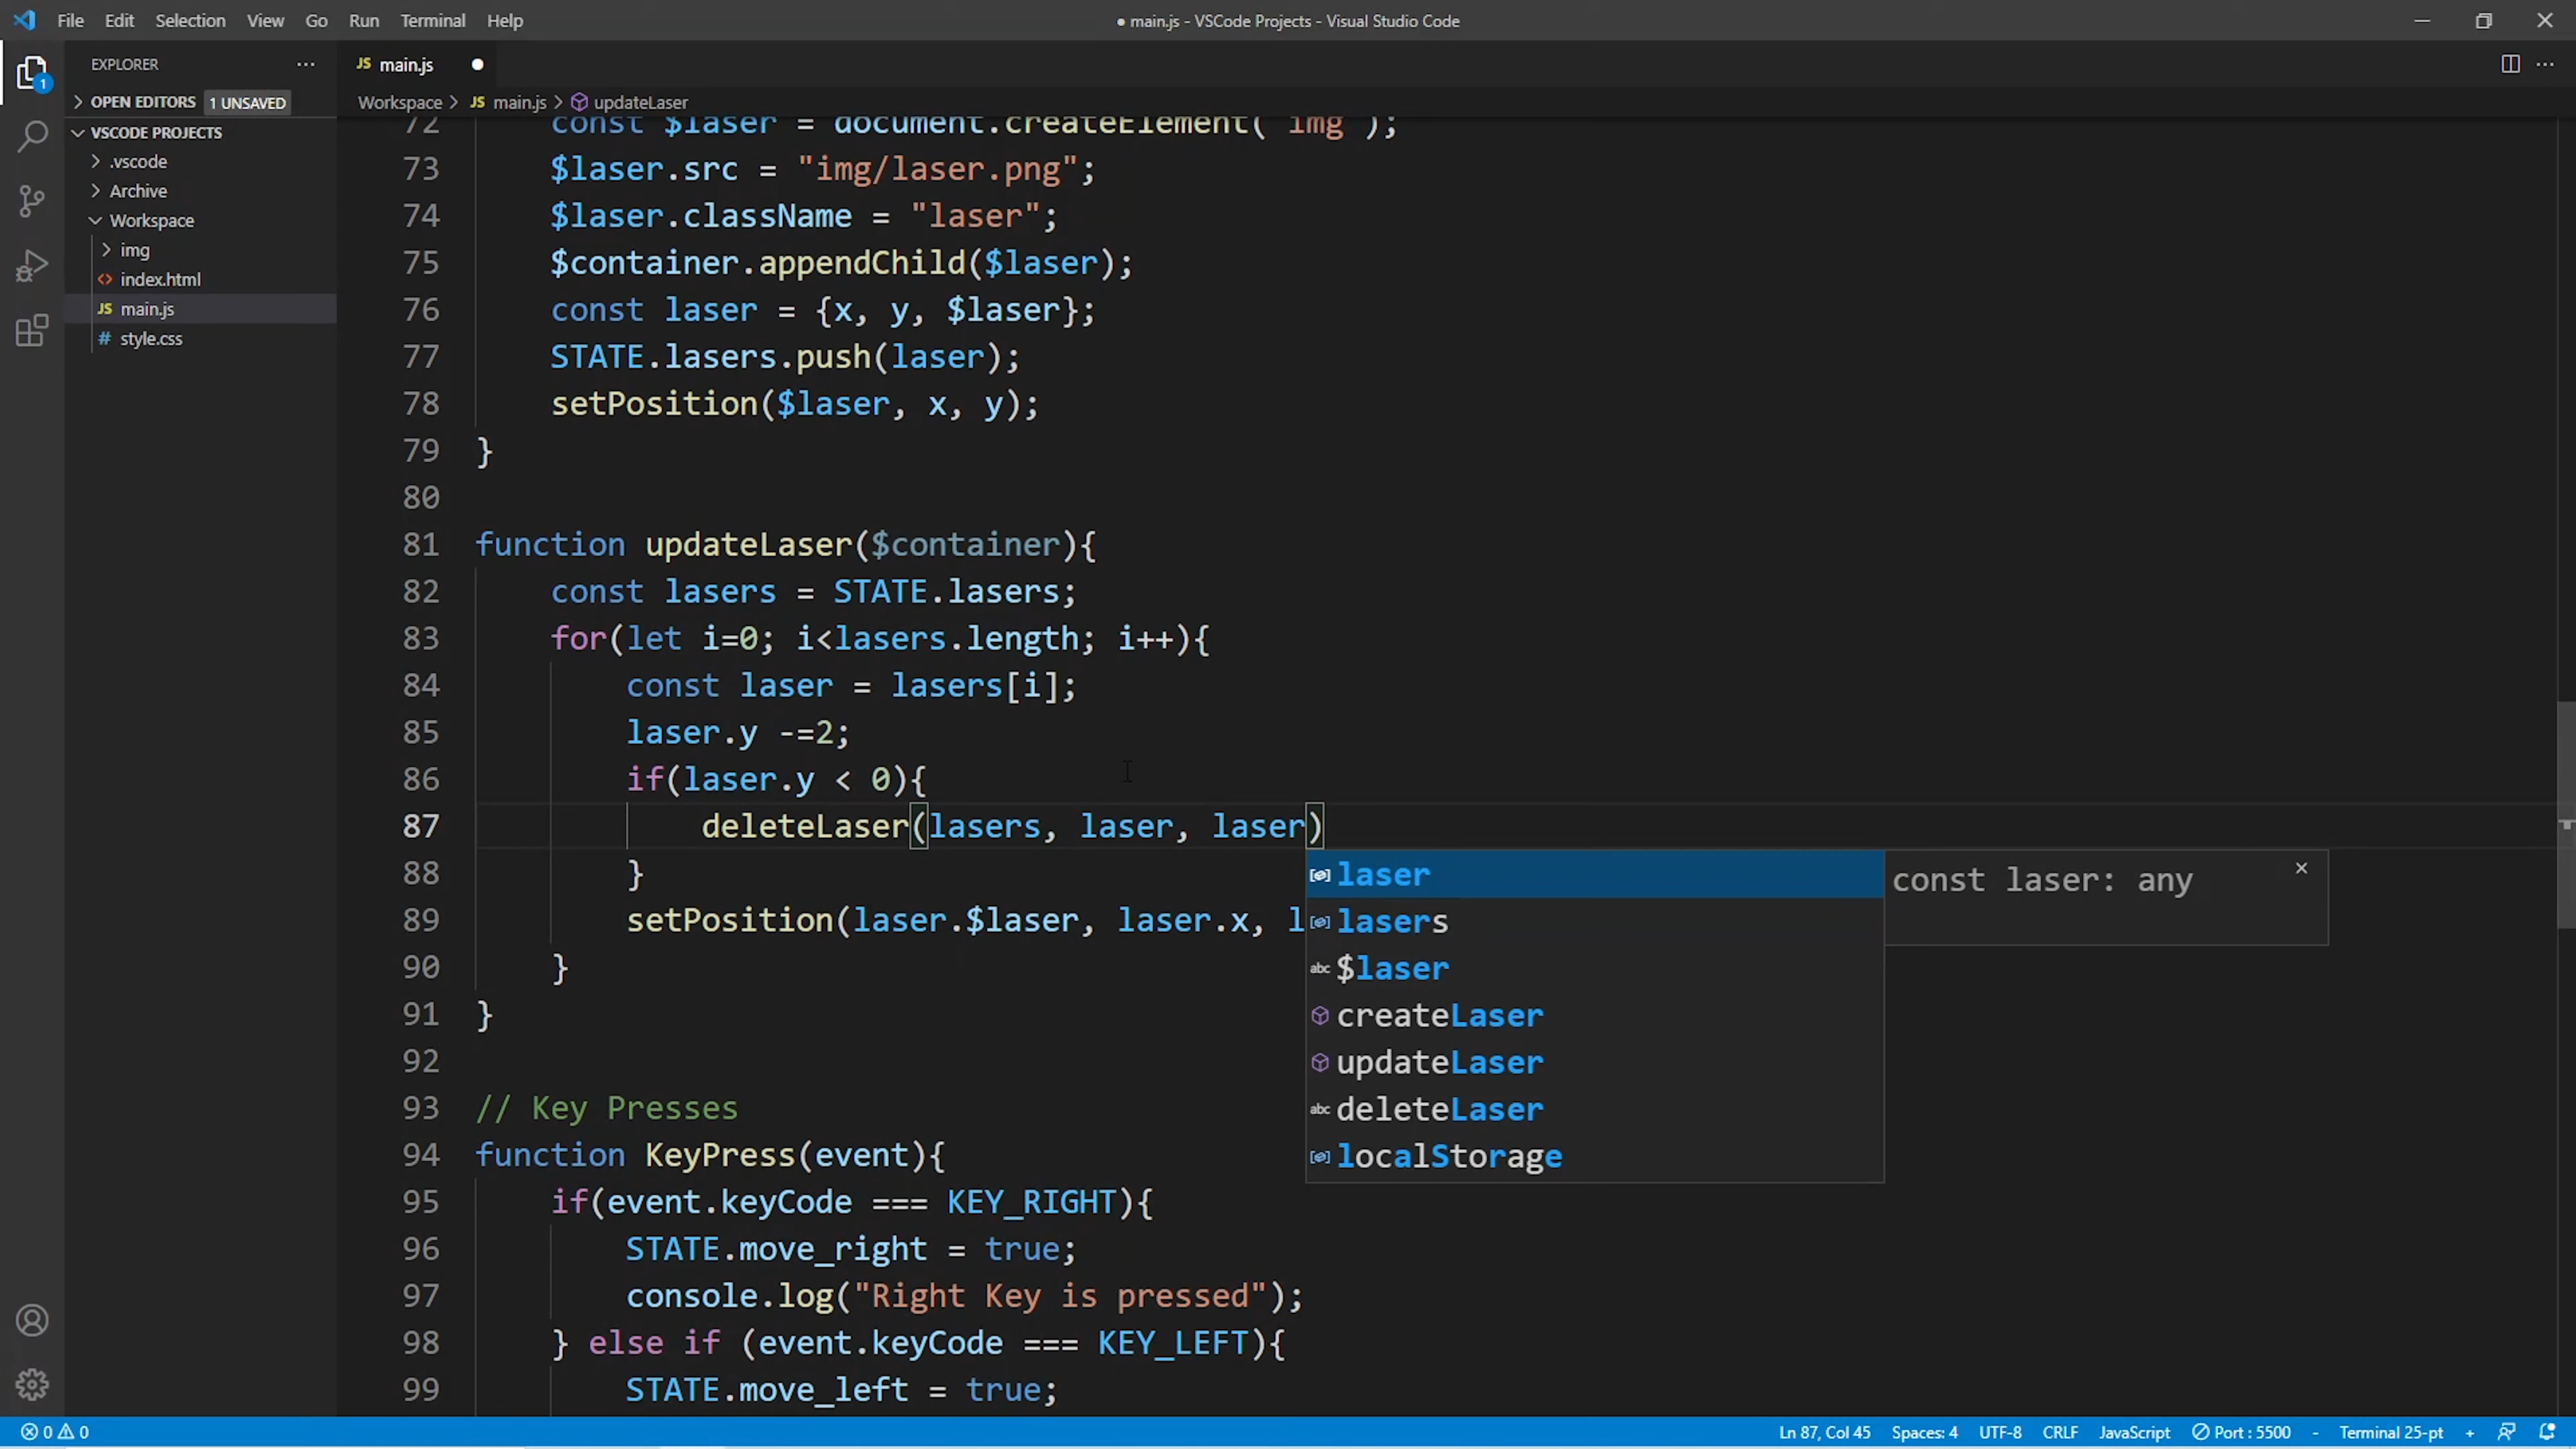 File Edit Selection View Go Run Terminal Help
● main.js - VSCode Projects - Visual Studio Code
EXPLORER
OPEN EDITORS 1 UNSAVED
VSCODE PROJECTS
.vscode
Archive
Workspace
img
index.html
JS main.js
# style.css
1
JS main.js
Workspace > JS main.js > updateLaser
72 const $laser = document.createElement( img );
73 $laser.src = "img/laser.png";
74 $laser.className = "laser";
75 $container.appendChild($laser);
76 const laser = {x, y, $laser};
77 STATE.lasers.push(laser);
78 setPosition($laser, x, y);
79 }
80
81 function updateLaser($container){
82 const lasers = STATE.lasers;
83 for(let i=0; i<lasers.length; i++){
84 const laser = lasers[i];
85 laser.y -=2;
86 if(laser.y < 0){
87 deleteLaser(lasers, laser, laser)
88 }
89 setPosition(laser.$laser, laser.x, l
90 }
91 }
92
93 // Key Presses
94 function KeyPress(event){
95 if(event.keyCode === KEY_RIGHT){
96 STATE.move_right = true;
97 console.log("Right Key is pressed");
98 } else if (event.keyCode === KEY_LEFT){
99 STATE.move_left = true;
laser
const laser: any
lasers
abc $laser
createLaser
updateLaser
abc deleteLaser
localStorage
0 0
Ln 87, Col 45 Spaces: 4 UTF-8 CRLF JavaScript Port : 5500 - Terminal 25-pt +